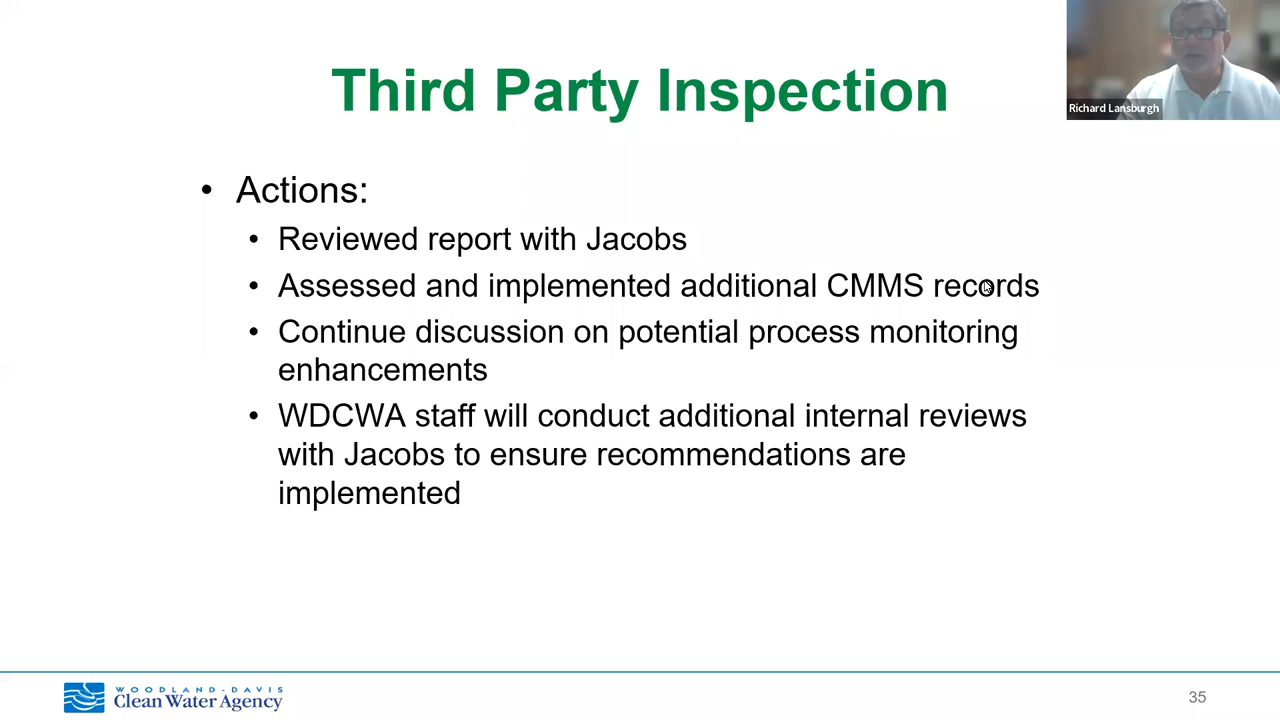 Third Party Inspection
Richard Lansburgh
• Actions:
• Reviewed report with Jacobs
• Assessed and implemented additional CMMS records
• Continue discussion on potential process monitoring
enhancements
• WDCWA staff will conduct additional internal reviews
with Jacobs to ensure recommendations are
implemented
WOODLAND-DAVIS
Clean Water Agency
35